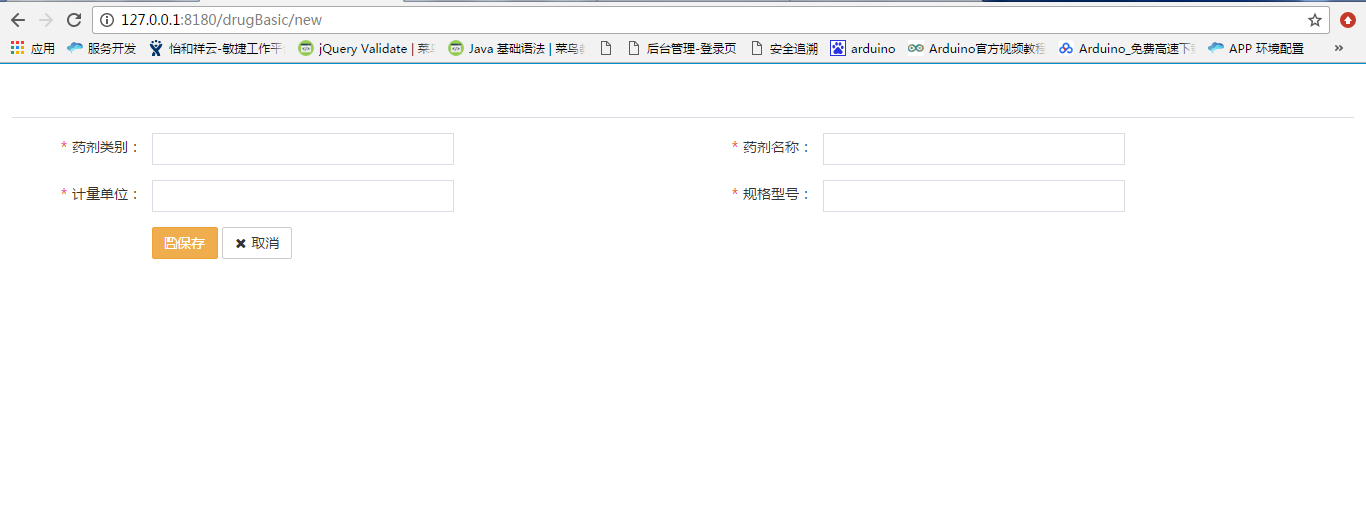 127.0.0.1:8180/drugBasic/new
应用 服务开发 怡和祥云-敏捷工作平 jQuery Validate | 菜鸟 Java 基础语法 | 菜鸟教 后台管理-登录页 安全追溯 arduino Arduino官方视频教程 Arduino_免费高速下载 APP 环境配置 »
* 药剂类别： * 药剂名称：
* 计量单位： * 规格型号：
保存 取消